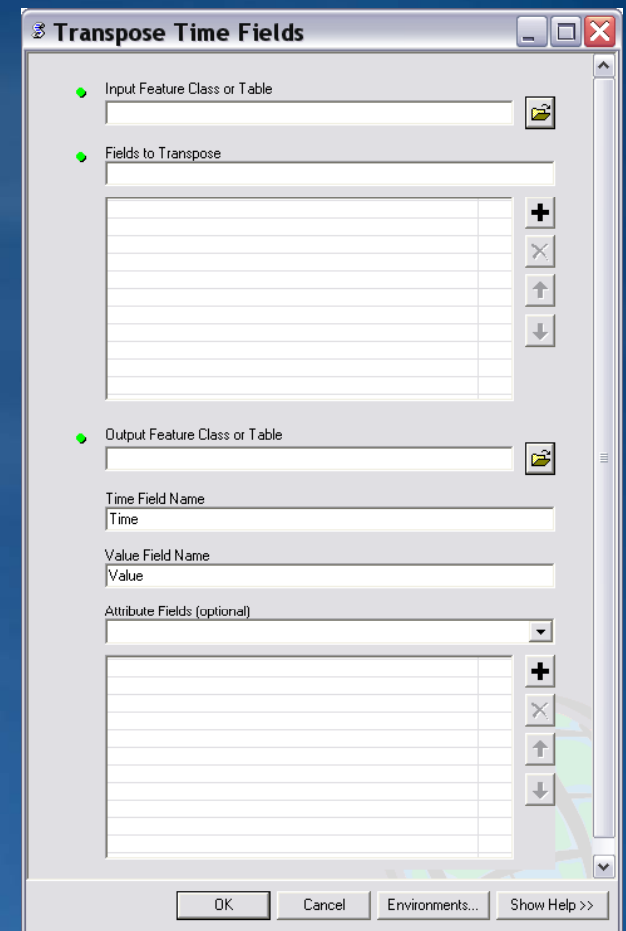 Transpose Time Fields
Input Feature Class or Table
Fields to Transpose
Output Feature Class or Table
Time Field Name
Time
Value Field Name
Value
Attribute Fields (optional)
OK Cancel Environments... Show Help >>